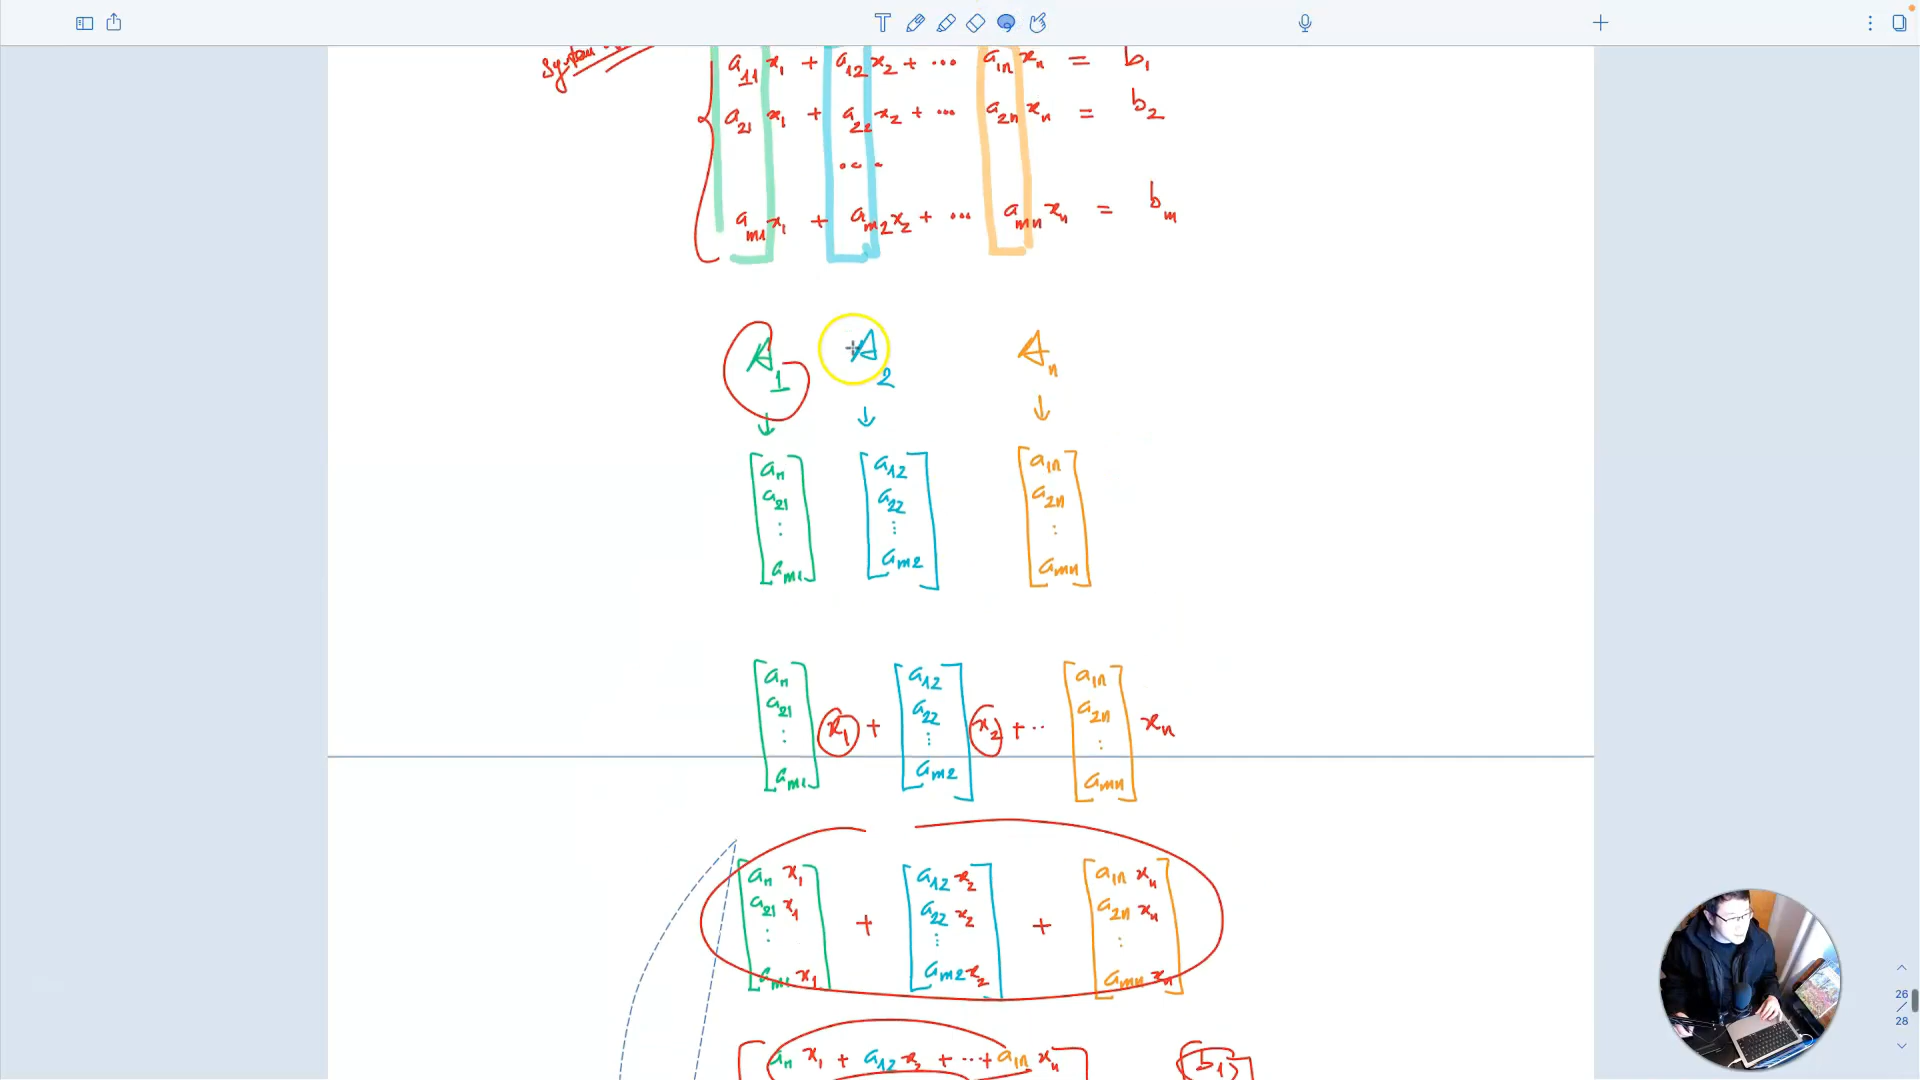 System
a₁₁ x₁ + a₁₂ x₂ + ... a₁ₙ xₙ = b₁
a₂₁ x₁ + a₂₂ x₂ + ... a₂ₙ xₙ = b₂
....
aₘ₁ x₁ + aₘ₂ x₂ + ... aₘₙ xₙ = bₘ
A₁ A₂ Aₙ
↓ ↓ ↓
[a₁₁ [a₁₂ [a₁ₙ
a₂₁ a₂₂ a₂ₙ
⋮ ⋮ ⋮
aₘ₁] aₘ₂] aₘₙ]
[a₁₁ [a₁₂ [a₁ₙ
a₂₁ a₂₂ a₂ₙ
⋮ x₁ + ⋮ x₂ + .. ⋮ xₙ
aₘ₁] aₘ₂] aₘₙ]
[a₁₁ x₁ [a₁₂ x₂ [a₁ₙ xₙ
a₂₁ x₁ a₂₂ x₂ a₂ₙ xₙ
⋮ + ⋮ + ⋮
aₘ₁ x₁] aₘ₂ x₂] aₘₙ xₙ]
[a₁₁ x₁ + a₁₂ x₂ + ... + a₁ₙ xₙ] [b₁]
26
/
28